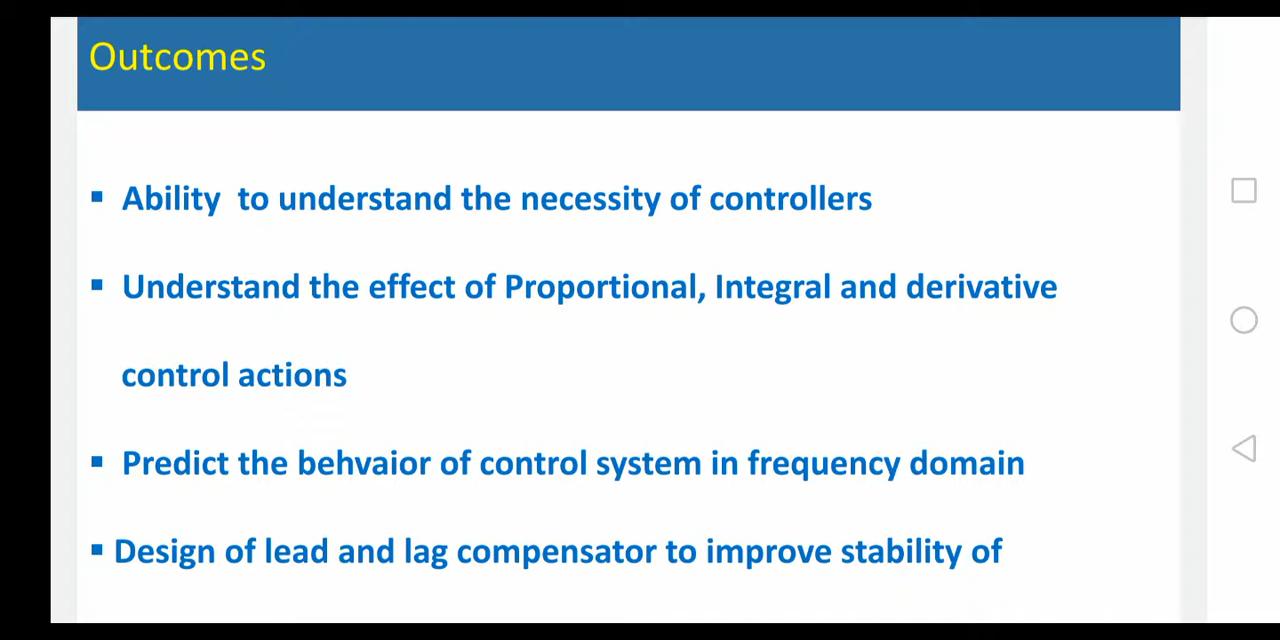 Outcomes
▪ Ability to understand the necessity of controllers
▪ Understand the effect of Proportional, Integral and derivative
control actions
▪ Predict the behvaior of control system in frequency domain
▪ Design of lead and lag compensator to improve stability of